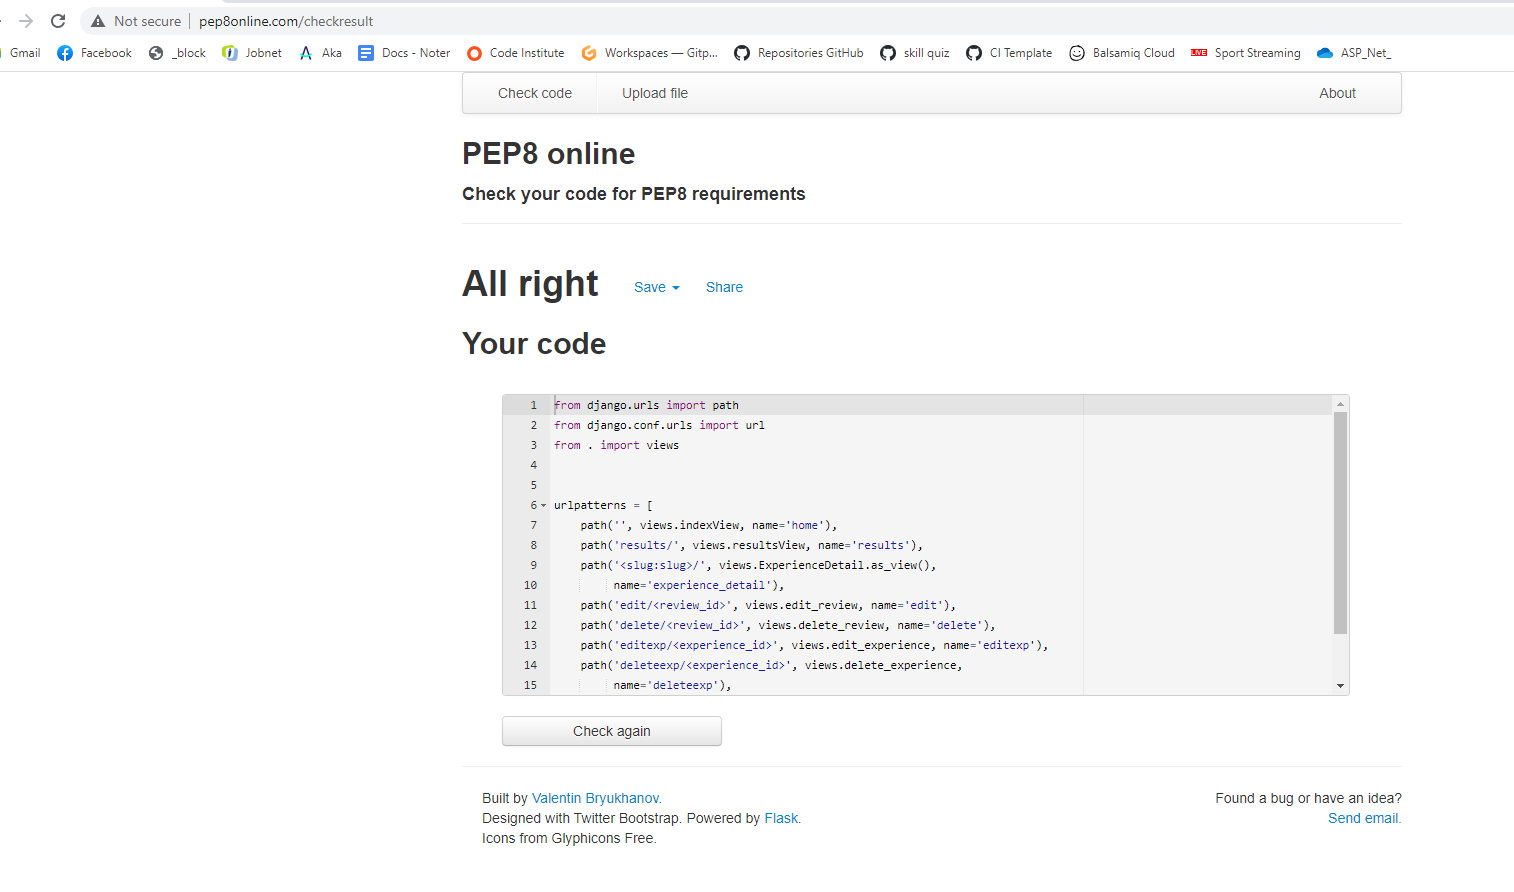 Not secure | pep8online.com/checkresult
Gmail Facebook _block Jobnet Aka Docs - Noter Code Institute Workspaces — Gitp... Repositories GitHub skill quiz CI Template Balsamiq Cloud LIVE Sport Streaming ASP_Net_
Check code Upload file About
PEP8 online
Check your code for PEP8 requirements
All right Save Share
Your code
1 from django.urls import path
2 from django.conf.urls import url
3 from . import views
4
5
6 urlpatterns = [
7     path('', views.indexView, name='home'),
8     path('results/', views.resultsView, name='results'),
9     path('<slug:slug>/', views.ExperienceDetail.as_view(),
10          name='experience_detail'),
11     path('edit/<review_id>', views.edit_review, name='edit'),
12     path('delete/<review_id>', views.delete_review, name='delete'),
13     path('editexp/<experience_id>', views.edit_experience, name='editexp'),
14     path('deleteexp/<experience_id>', views.delete_experience,
15          name='deleteexp'),
Check again
Built by Valentin Bryukhanov. Found a bug or have an idea?
Designed with Twitter Bootstrap. Powered by Flask. Send email.
Icons from Glyphicons Free.